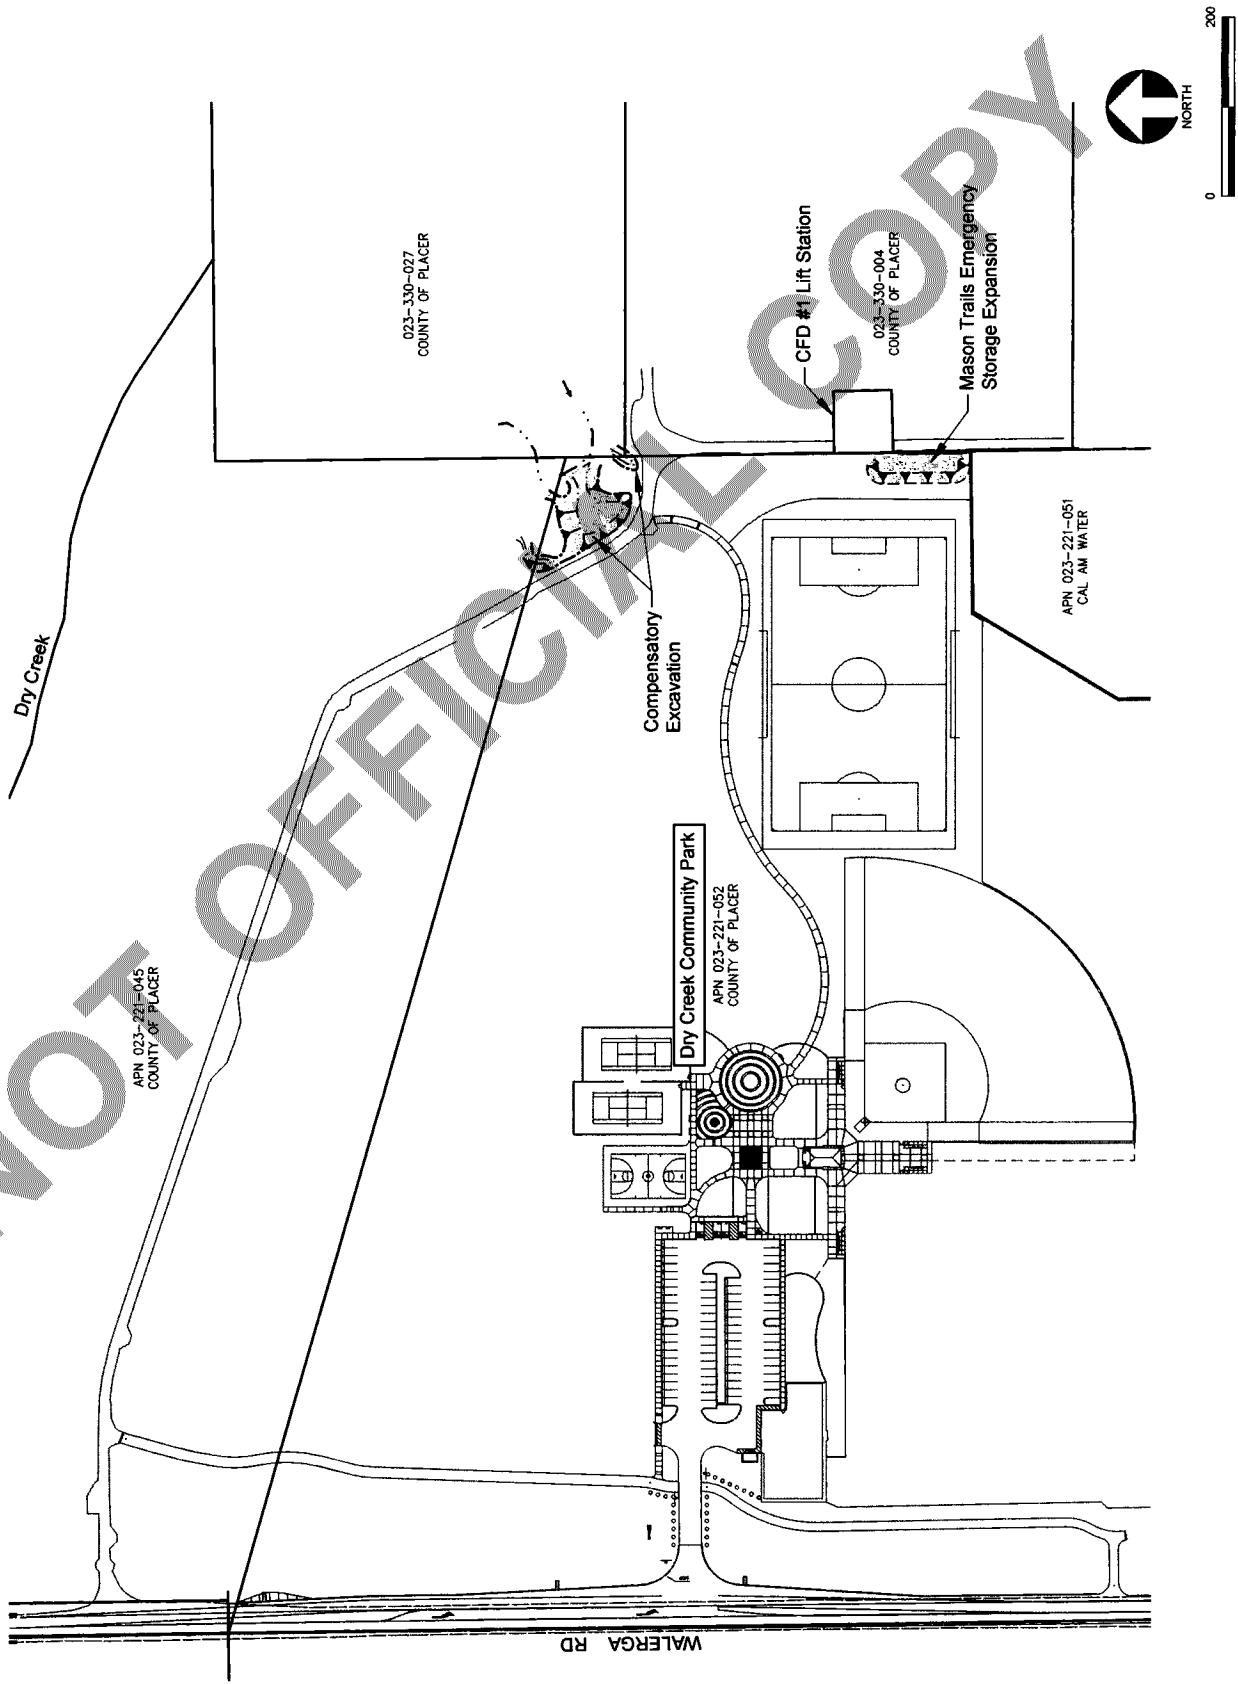 Dry Creek
023-330-027
COUNTY OF PLACER
APN 023-221-045
COUNTY OF PLACER
CFD #1 Lift Station
023-330-004
COUNTY OF PLACER
Mason Trails Emergency
Storage Expansion
Compensatory
Excavation
APN 023-221-051
CAL AM WATER
Dry Creek Community Park
APN 023-221-052
COUNTY OF PLACER
WALERGA RD
NORTH
0
200
NOT OFFICIAL COPY